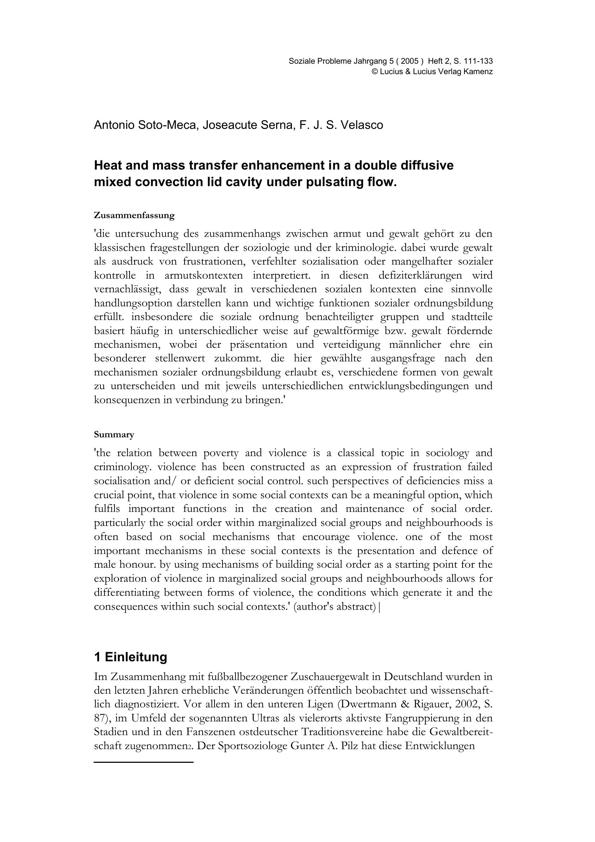 Soziale Probleme Jahrgang 5 ( 2005 ) Heft 2, S. 111-133
© Lucius & Lucius Verlag Kamenz
Antonio Soto-Meca, Joseacute Serna, F. J. S. Velasco
Heat and mass transfer enhancement in a double diffusive
mixed convection lid cavity under pulsating flow.
Zusammenfassung
'die untersuchung des zusammenhangs zwischen armut und gewalt gehört zu den
klassischen fragestellungen der soziologie und der kriminologie. dabei wurde gewalt
als ausdruck von frustrationen, verfehlter sozialisation oder mangelhafter sozialer
kontrolle in armutskontexten interpretiert. in diesen defiziterklärungen wird
vernachlässigt, dass gewalt in verschiedenen sozialen kontexten eine sinnvolle
handlungsoption darstellen kann und wichtige funktionen sozialer ordnungsbildung
erfüllt. insbesondere die soziale ordnung benachteiligter gruppen und stadtteile
basiert häufig in unterschiedlicher weise auf gewaltförmige bzw. gewalt fördernde
mechanismen, wobei der präsentation und verteidigung männlicher ehre ein
besonderer stellenwert zukommt. die hier gewählte ausgangsfrage nach den
mechanismen sozialer ordnungsbildung erlaubt es, verschiedene formen von gewalt
zu unterscheiden und mit jeweils unterschiedlichen entwicklungsbedingungen und
konsequenzen in verbindung zu bringen.'
Summary
'the relation between poverty and violence is a classical topic in sociology and
criminology. violence has been constructed as an expression of frustration failed
socialisation and/ or deficient social control. such perspectives of deficiencies miss a
crucial point, that violence in some social contexts can be a meaningful option, which
fulfils important functions in the creation and maintenance of social order.
particularly the social order within marginalized social groups and neighbourhoods is
often based on social mechanisms that encourage violence. one of the most
important mechanisms in these social contexts is the presentation and defence of
male honour. by using mechanisms of building social order as a starting point for the
exploration of violence in marginalized social groups and neighbourhoods allows for
differentiating between forms of violence, the conditions which generate it and the
consequences within such social contexts.' (author's abstract)|
1 Einleitung
Im Zusammenhang mit fußballbezogener Zuschauergewalt in Deutschland wurden in
den letzten Jahren erhebliche Veränderungen öffentlich beobachtet und wissenschaft-
lich diagnostiziert. Vor allem in den unteren Ligen (Dwertmann & Rigauer, 2002, S.
87), im Umfeld der sogenannten Ultras als vielerorts aktivste Fangruppierung in den
Stadien und in den Fanszenen ostdeutscher Traditionsvereine habe die Gewaltbereit-
schaft zugenommen2. Der Sportsoziologe Gunter A. Pilz hat diese Entwicklungen